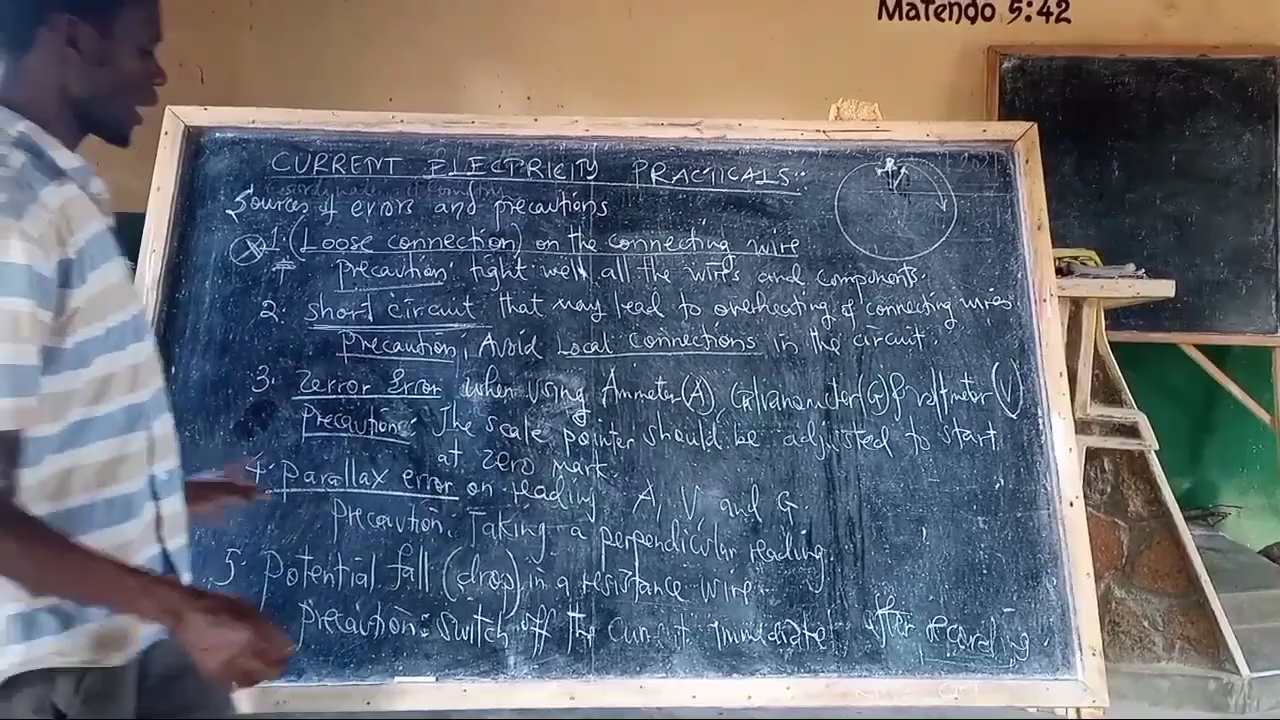 Matendo 5:42
CURRENT ELECTRICITY PRACTICALS:
Sources of errors and precautions
1. (Loose connection) on the connecting wire
Precaution: tight well all the wires and components.
2. short circuit that may lead to overheating of connecting wires
Precaution; Avoid Local connections in the circuit.
3. Zerror Error when using Ammeter(A), Galvanometer(G) & voltmeter (V)
Precautions: The scale pointer should be adjusted to start
at zero mark.
4. parallax error on reading A, V and G.
precaution. Taking a perpendicular reading.
5. Potential fall (drop) in a resistance wire.
Precaution: Switch off the current immediate after recording.